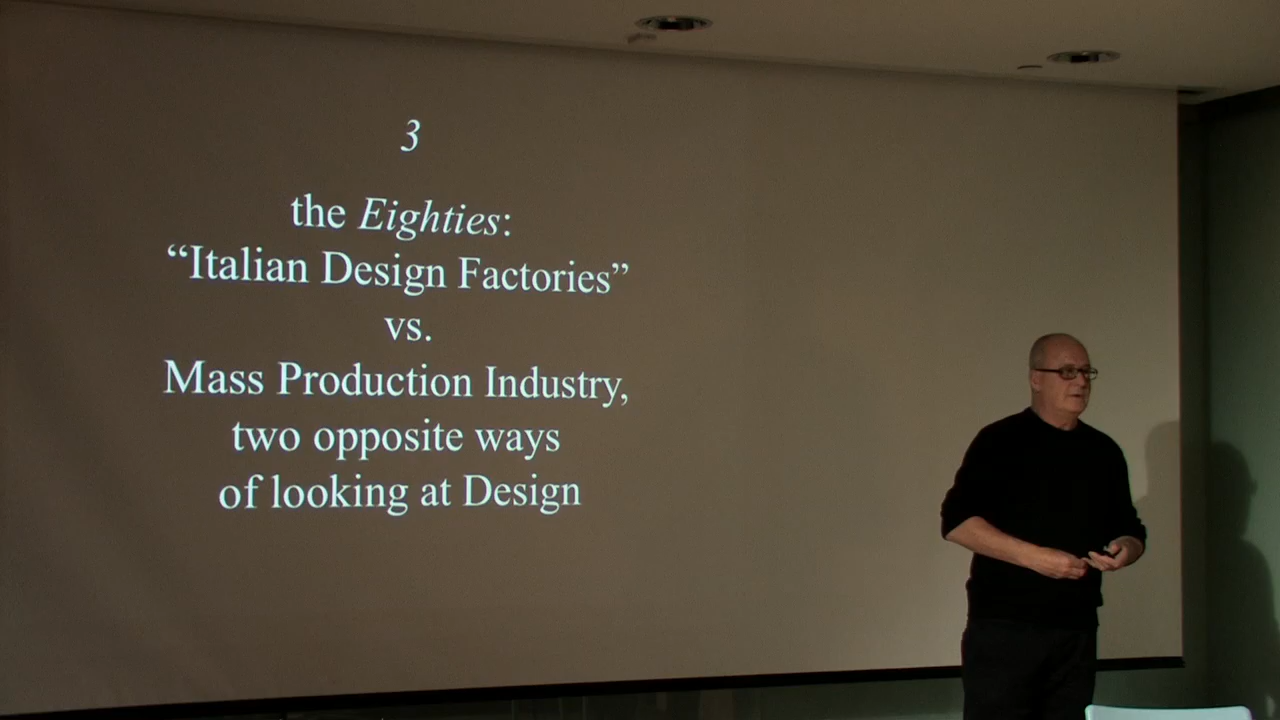 3
the Eighties:
“Italian Design Factories”
vs.
Mass Production Industry,
two opposite ways
of looking at Design